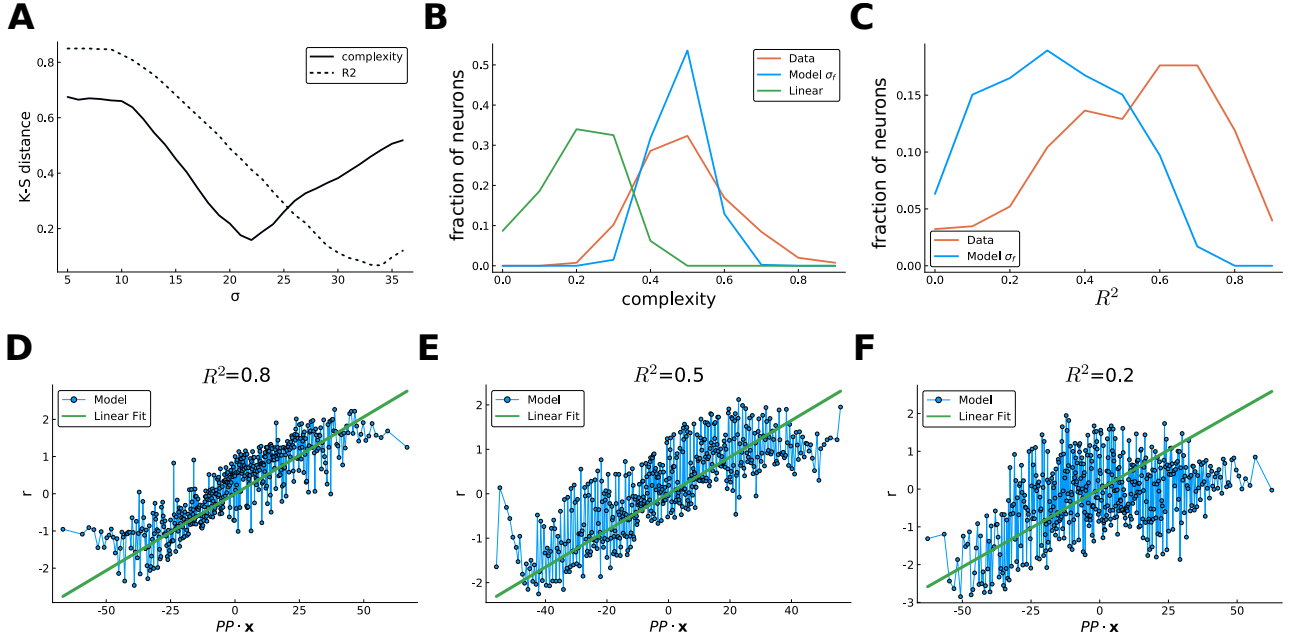 A
K-S distance
0.8
0.6
0.4
0.2
complexity
R2
5 10 15 20 25 30 35
σ
B
fraction of neurons
0.5
0.4
0.3
0.2
0.1
0.0
Data
Model σf
Linear
0.0 0.2 0.4 0.6 0.8
complexity
C
fraction of neurons
0.15
0.10
0.05
0.00
Data
Model σf
0.0 0.2 0.4 0.6 0.8
R²
D
R²=0.8
Model
Linear Fit
r
2
1
0
-1
-2
-50 -25 0 25 50
PP · x
E
R²=0.5
Model
Linear Fit
r
2
1
0
-1
-2
-40 -20 0 20 40
PP · x
F
R²=0.2
Model
Linear Fit
r
2
1
0
-1
-2
-3
-50 -25 0 25 50
PP · x